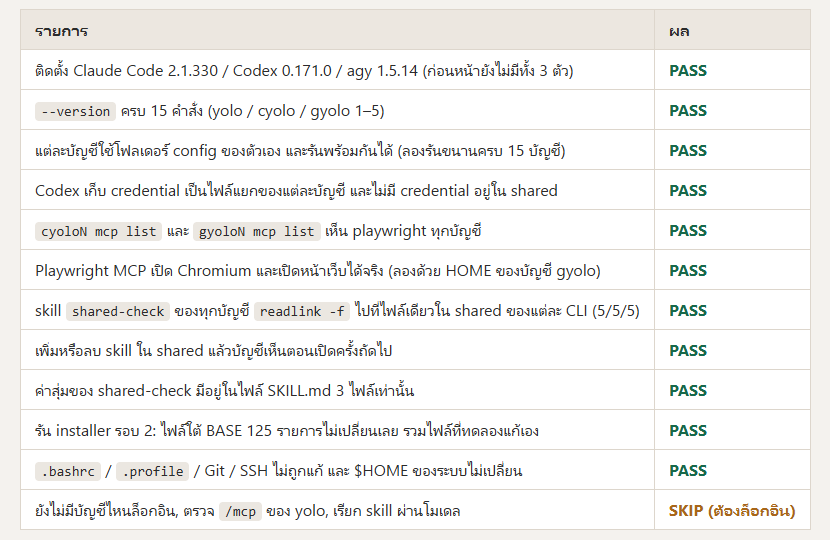 รายการ ผล
ติดตั้ง Claude Code 2.1.330 / Codex 0.171.0 / agy 1.5.14 (ก่อนหน้ายังไม่มีทั้ง 3 ตัว) PASS
--version ครบ 15 คำสั่ง (yolo / cyolo / gyolo 1–5) PASS
แต่ละบัญชีใช้โฟลเดอร์ config ของตัวเอง และรันพร้อมกันได้ (ลองรันขนานครบ 15 บัญชี) PASS
Codex เก็บ credential เป็นไฟล์แยกของแต่ละบัญชี และไม่มี credential อยู่ใน shared PASS
cyoloN mcp list และ gyoloN mcp list เห็น playwright ทุกบัญชี PASS
Playwright MCP เปิด Chromium และเปิดหน้าเว็บได้จริง (ลองด้วย HOME ของบัญชี gyolo) PASS
skill shared-check ของทุกบัญชี readlink -f ไปที่ไฟล์เดียวใน shared ของแต่ละ CLI (5/5/5) PASS
เพิ่มหรือลบ skill ใน shared แล้วบัญชีเห็นตอนเปิดครั้งถัดไป PASS
ค่าสุ่มของ shared-check มีอยู่ในไฟล์ SKILL.md 3 ไฟล์เท่านั้น PASS
รัน installer รอบ 2: ไฟล์ใต้ BASE 125 รายการไม่เปลี่ยนเลย รวมไฟล์ที่ทดลองแก้เอง PASS
.bashrc / .profile / Git / SSH ไม่ถูกแก้ และ $HOME ของระบบไม่เปลี่ยน PASS
ยังไม่มีบัญชีไหนล็อกอิน, ตรวจ /mcp ของ yolo, เรียก skill ผ่านโมเดล SKIP (ต้องล็อกอิน)